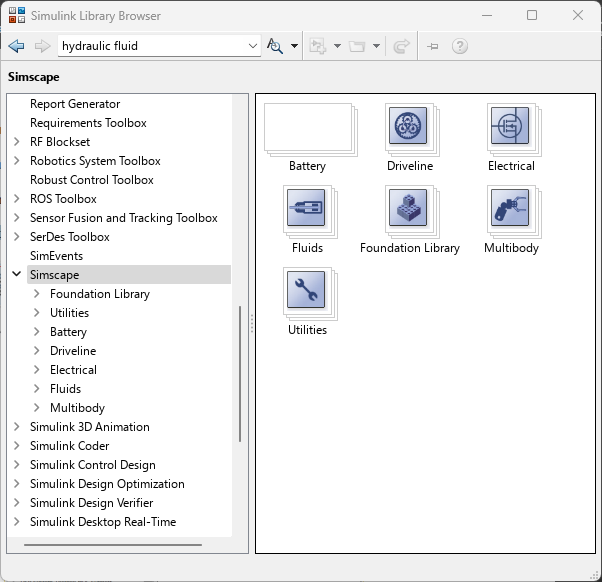 Simulink Library Browser
hydraulic fluid
Simscape
Report Generator
Requirements Toolbox
RF Blockset
Robotics System Toolbox
Robust Control Toolbox
ROS Toolbox
Sensor Fusion and Tracking Toolbox
SerDes Toolbox
SimEvents
Simscape
Foundation Library
Utilities
Battery
Driveline
Electrical
Fluids
Multibody
Simulink 3D Animation
Simulink Coder
Simulink Control Design
Simulink Design Optimization
Simulink Design Verifier
Simulink Desktop Real-Time
Battery
Driveline
Electrical
Fluids
Foundation Library
Multibody
Utilities